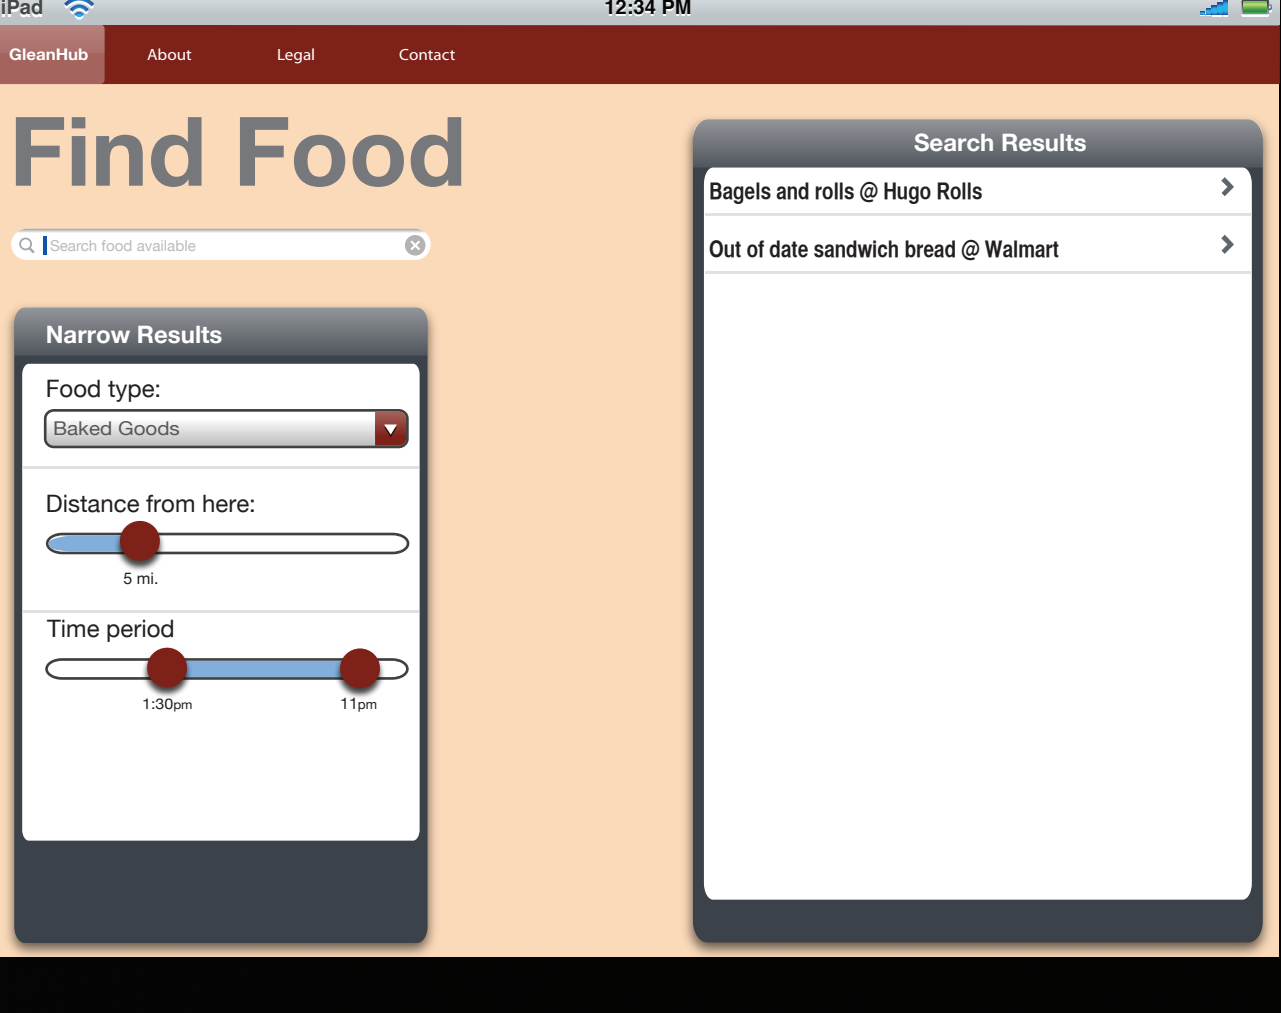 iPad 12:34 PM
GleanHub About Legal Contact
Find Food
Search food available
Narrow Results
Food type:
Baked Goods
Distance from here:
5 mi.
Time period
1:30pm 11pm
Search Results
Bagels and rolls @ Hugo Rolls
Out of date sandwich bread @ Walmart